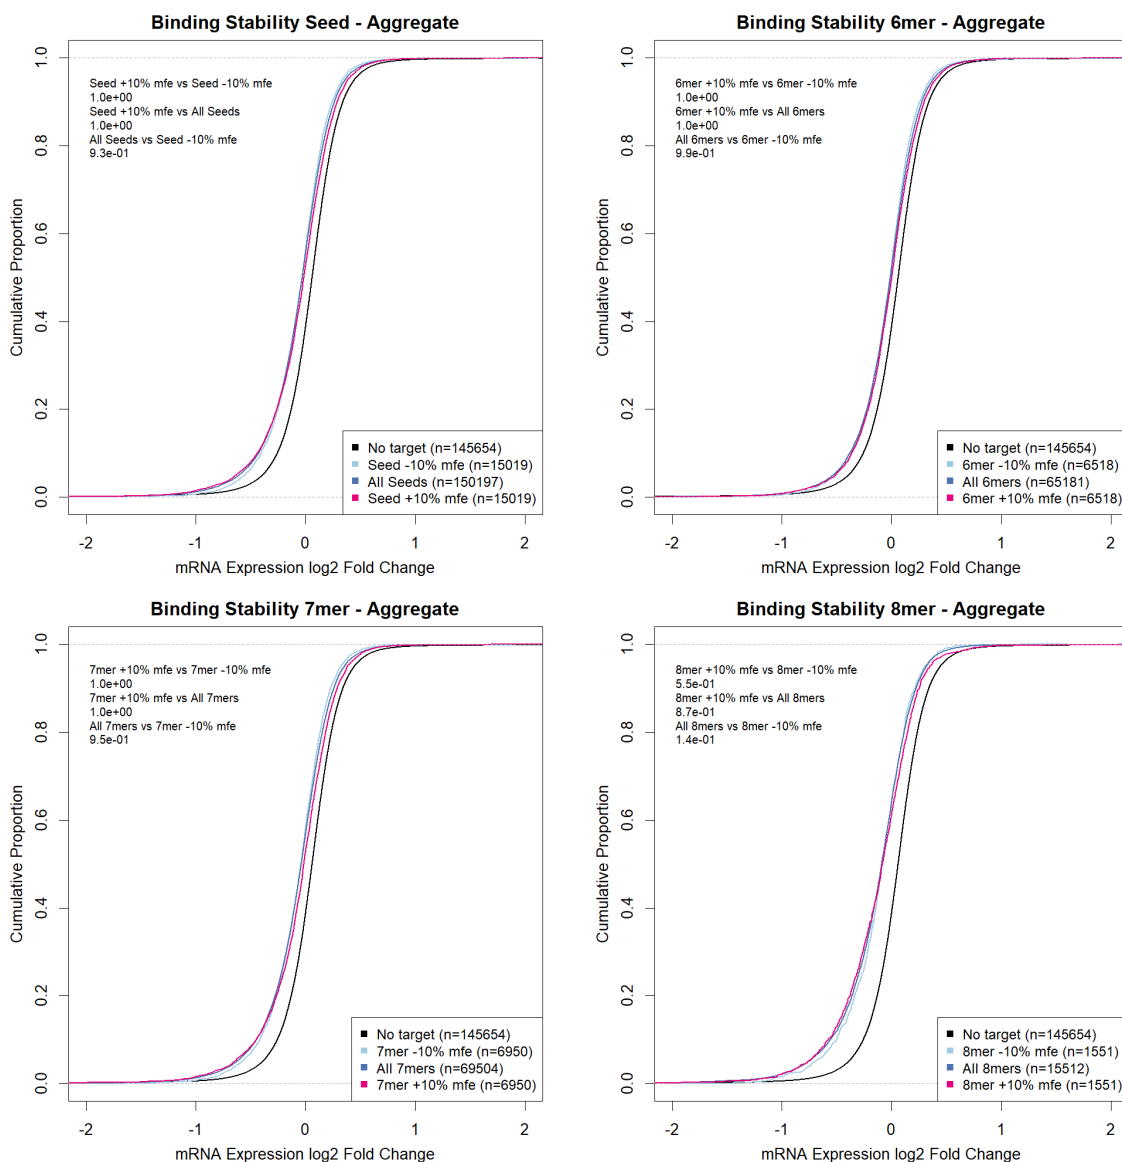 Binding Stability Seed - Aggregate
Cumulative Proportion
1.0
0.8
0.6
0.4
0.2
0.0
Seed +10% mfe vs Seed -10% mfe
1.0e+00
Seed +10% mfe vs All Seeds
1.0e+00
All Seeds vs Seed -10% mfe
9.3e-01
No target (n=145654)
Seed -10% mfe (n=15019)
All Seeds (n=150197)
Seed +10% mfe (n=15019)
-2 -1 0 1 2
mRNA Expression log2 Fold Change
Binding Stability 6mer - Aggregate
Cumulative Proportion
1.0
0.8
0.6
0.4
0.2
0.0
6mer +10% mfe vs 6mer -10% mfe
1.0e+00
6mer +10% mfe vs All 6mers
1.0e+00
All 6mers vs 6mer -10% mfe
9.9e-01
No target (n=145654)
6mer -10% mfe (n=6518)
All 6mers (n=65181)
6mer +10% mfe (n=6518)
-2 -1 0 1 2
mRNA Expression log2 Fold Change
Binding Stability 7mer - Aggregate
Cumulative Proportion
1.0
0.8
0.6
0.4
0.2
0.0
7mer +10% mfe vs 7mer -10% mfe
1.0e+00
7mer +10% mfe vs All 7mers
1.0e+00
All 7mers vs 7mer -10% mfe
9.5e-01
No target (n=145654)
7mer -10% mfe (n=6950)
All 7mers (n=69504)
7mer +10% mfe (n=6950)
-2 -1 0 1 2
mRNA Expression log2 Fold Change
Binding Stability 8mer - Aggregate
Cumulative Proportion
1.0
0.8
0.6
0.4
0.2
0.0
8mer +10% mfe vs 8mer -10% mfe
5.5e-01
8mer +10% mfe vs All 8mers
8.7e-01
All 8mers vs 8mer -10% mfe
1.4e-01
No target (n=145654)
8mer -10% mfe (n=1551)
All 8mers (n=15512)
8mer +10% mfe (n=1551)
-2 -1 0 1 2
mRNA Expression log2 Fold Change